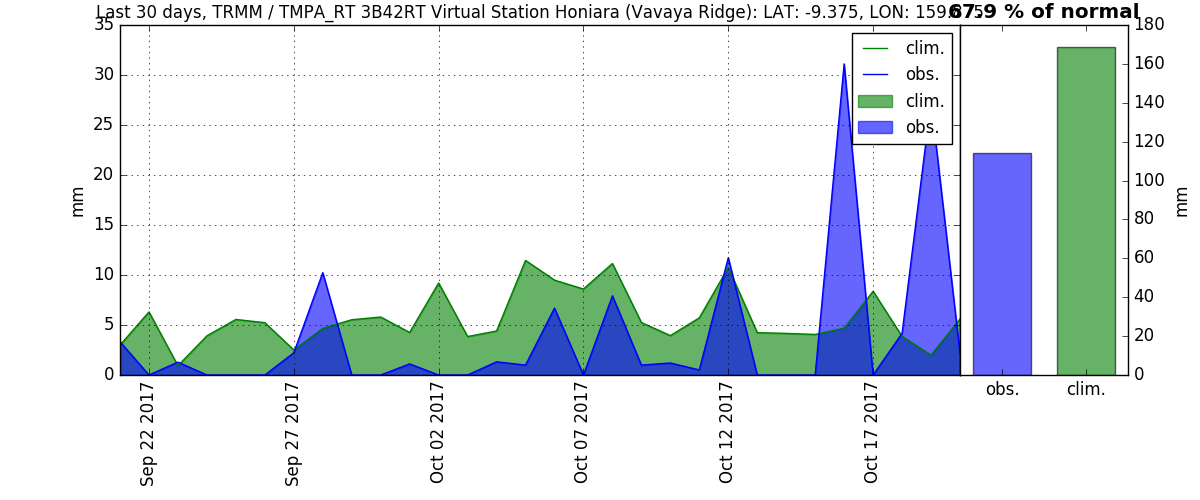 Last 30 days, TRMM / TMPA_RT 3B42RT Virtual Station Honiara (Vavaya Ridge): LAT: -9.375, LON:
67.9 % of normal
35
30
25
20
15
10
5
0
mm
clim.
obs.
clim.
obs.
180
160
140
120
100
80
60
40
20
0
mm
obs.
clim.
Sep 22 2017
Sep 27 2017
Oct 02 2017
Oct 07 2017
Oct 12 2017
Oct 17 2017